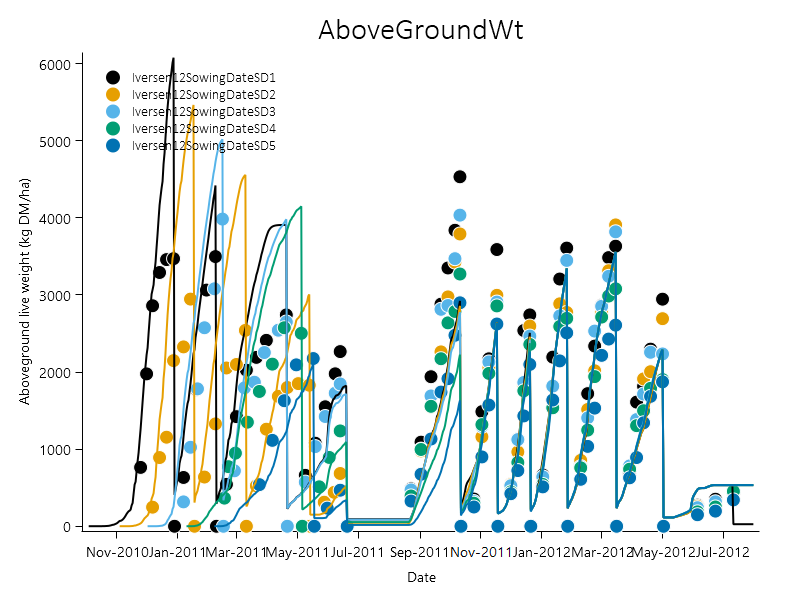 AboveGroundWt
Aboveground live weight (kg DM/ha)
6000
5000
4000
3000
2000
1000
0
Iversen12SowingDateSD1
Iversen12SowingDateSD2
Iversen12SowingDateSD3
Iversen12SowingDateSD4
Iversen12SowingDateSD5
Nov-2010 Jan-2011 Mar-2011 May-2011 Jul-2011 Sep-2011 Nov-2011 Jan-2012 Mar-2012 May-2012 Jul-2012
Date